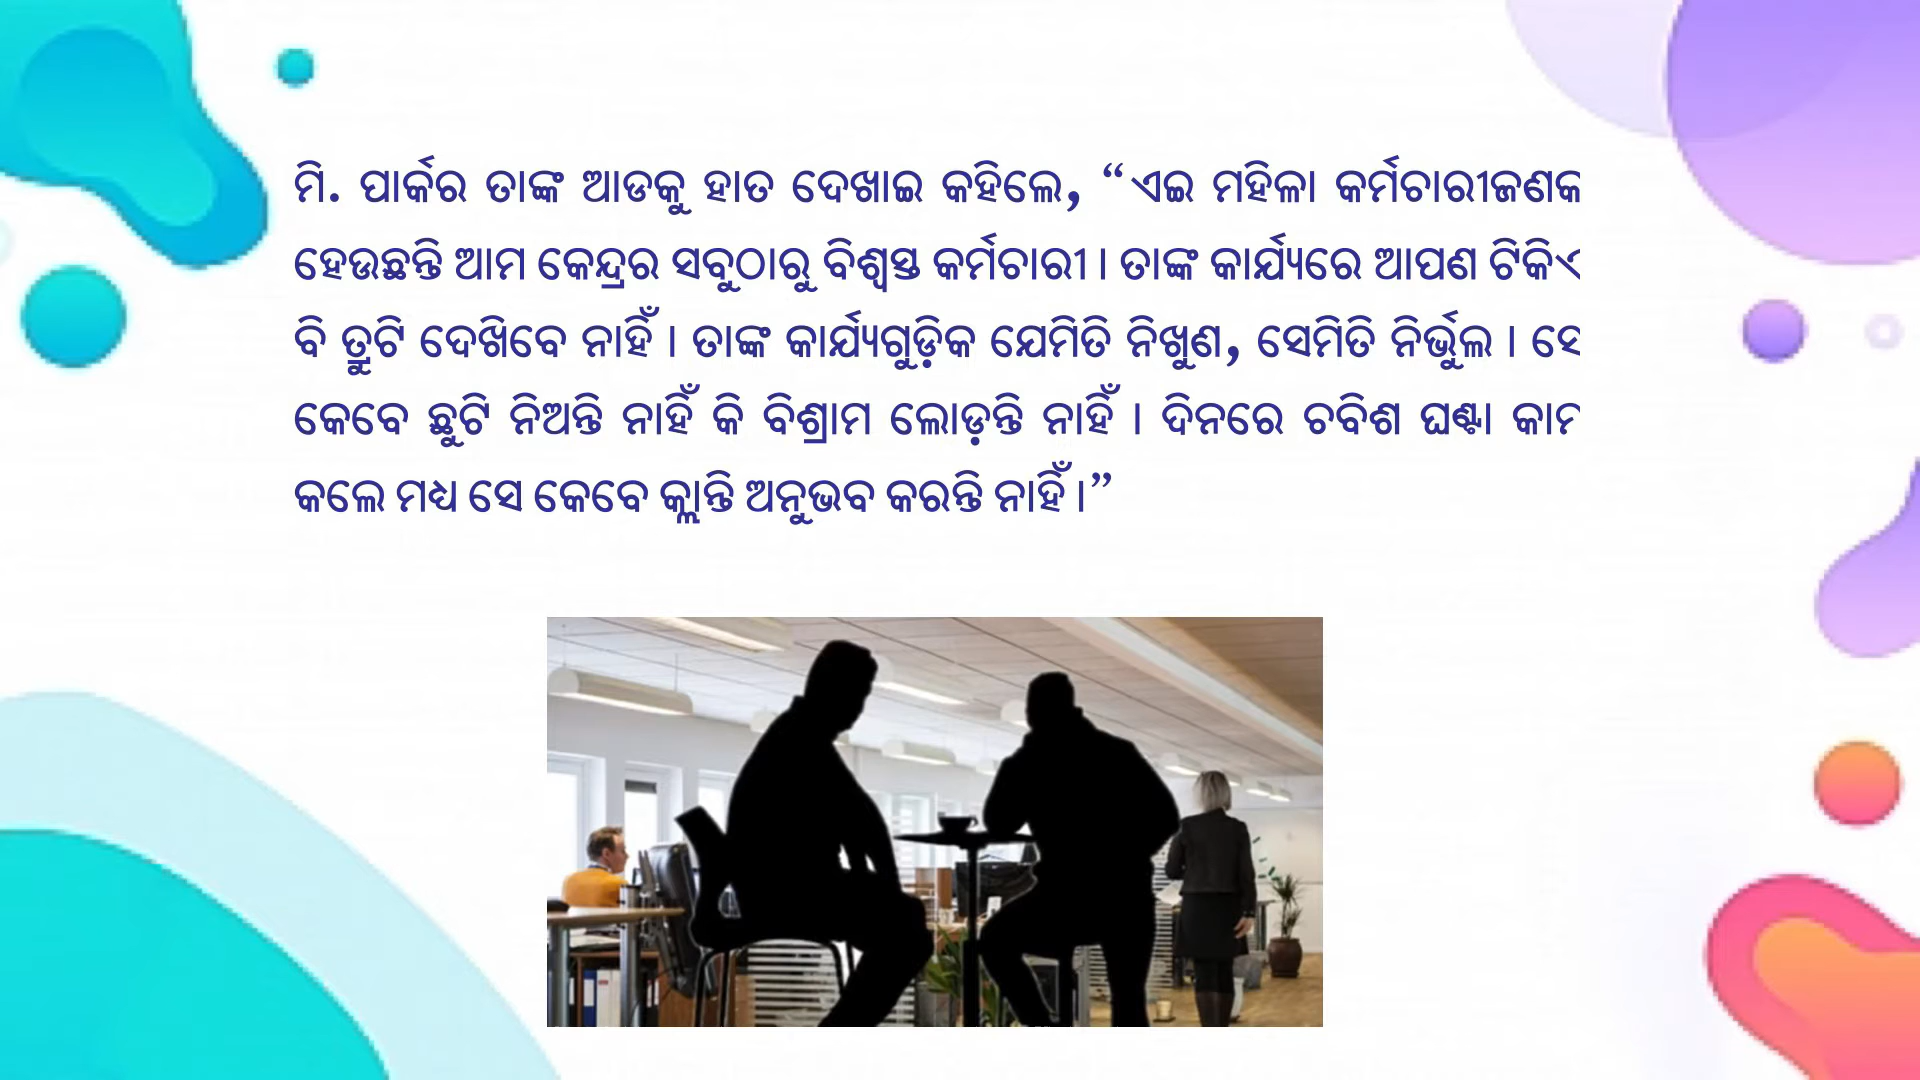 ମି. ପାର୍କର ତାଙ୍କ ଆଡକୁ ହାତ ଦେଖାଇ କହିଲେ, “ଏଇ ମହିଳା କର୍ମଚାରୀଜଣକ
ହେଉଛନ୍ତି ଆମ କେନ୍ଦ୍ରର ସବୁଠାରୁ ବିଶ୍ୱସ୍ତ କର୍ମଚାରୀ । ତାଙ୍କ କାର୍ଯ୍ୟରେ ଆପଣ ଟିକିଏ
ବି ତ୍ରୁଟି ଦେଖିବେ ନାହିଁ । ତାଙ୍କ କାର୍ଯ୍ୟଗୁଡ଼ିକ ଯେମିତି ନିଖୁଣ, ସେମିତି ନିର୍ଭୁଲ । ସେ
କେବେ ଛୁଟି ନିଅନ୍ତି ନାହିଁ କି ବିଶ୍ରାମ ଲୋଡ଼ନ୍ତି ନାହିଁ । ଦିନରେ ଚବିଶ ଘଣ୍ଟା କାମ
କଲେ ମଧ୍ୟ ସେ କେବେ କ୍ଲାନ୍ତି ଅନୁଭବ କରନ୍ତି ନାହିଁ ।”